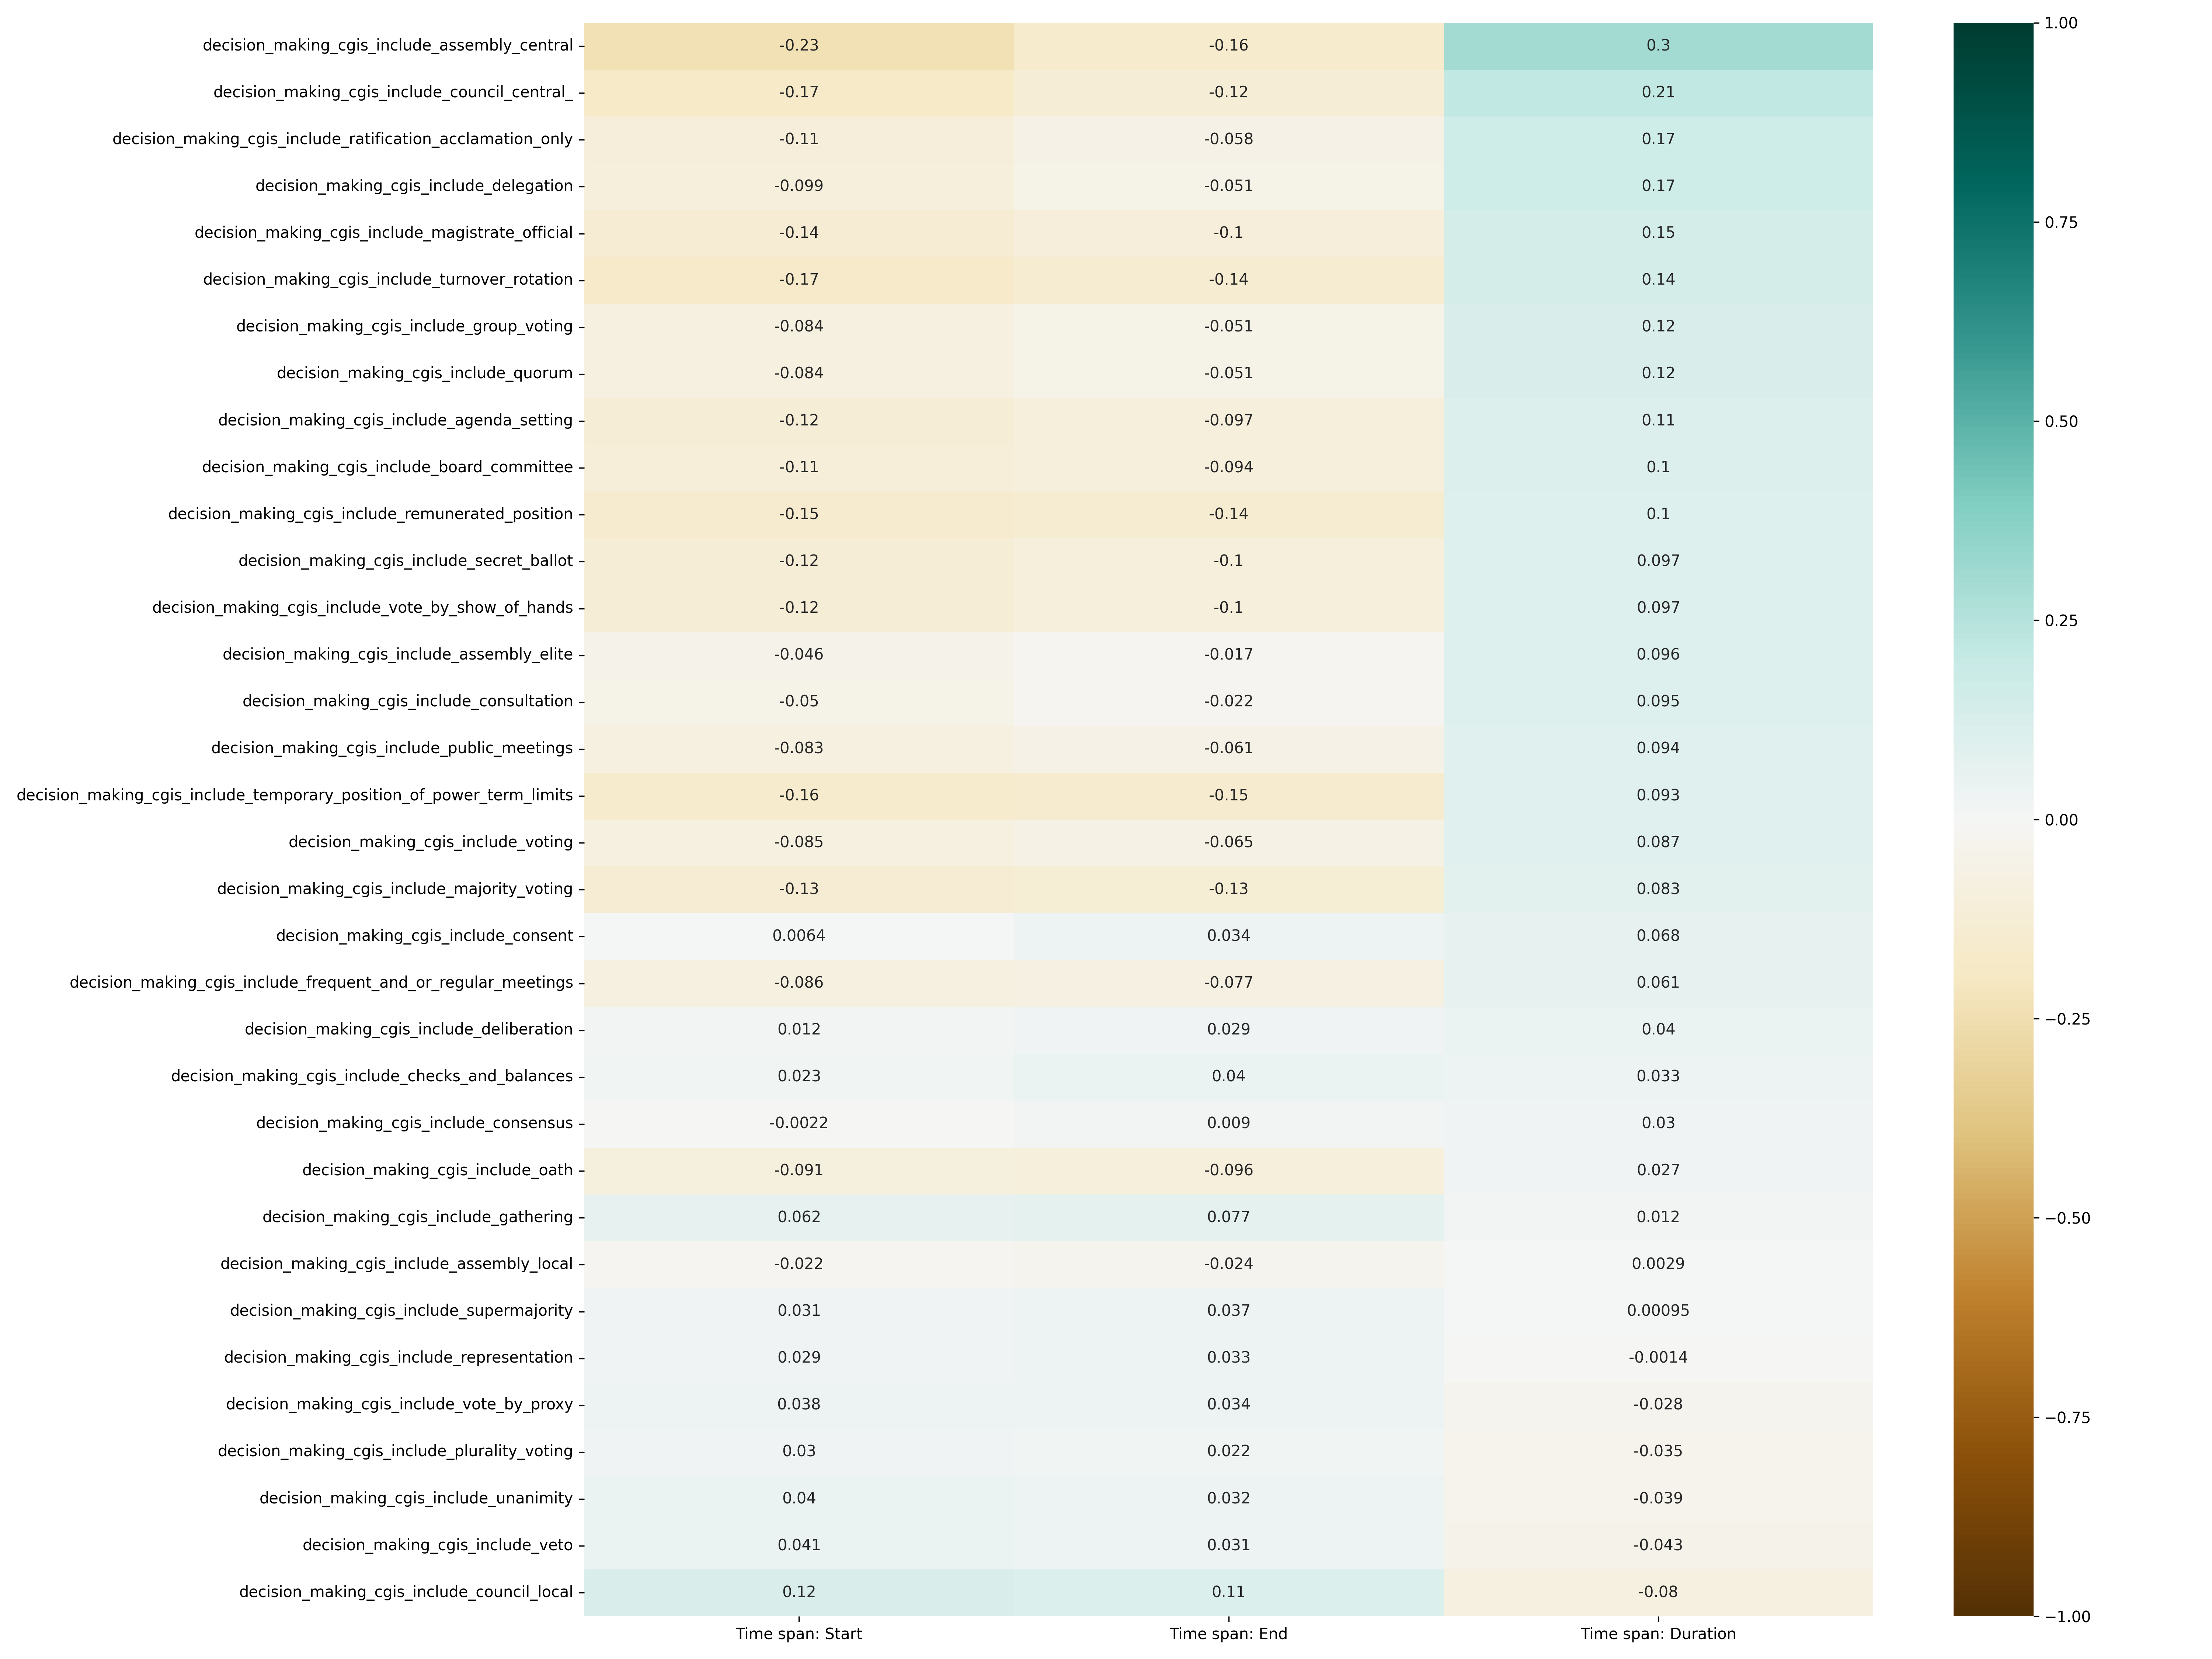 decision_making_cgis_include_assembly_central -0.23 -0.16 0.3
decision_making_cgis_include_council_central_ -0.17 -0.12 0.21
decision_making_cgis_include_ratification_acclamation_only -0.11 -0.058 0.17
decision_making_cgis_include_delegation -0.099 -0.051 0.17
decision_making_cgis_include_magistrate_official -0.14 -0.1 0.15
decision_making_cgis_include_turnover_rotation -0.17 -0.14 0.14
decision_making_cgis_include_group_voting -0.084 -0.051 0.12
decision_making_cgis_include_quorum -0.084 -0.051 0.12
decision_making_cgis_include_agenda_setting -0.12 -0.097 0.11
decision_making_cgis_include_board_committee -0.11 -0.094 0.1
decision_making_cgis_include_remunerated_position -0.15 -0.14 0.1
decision_making_cgis_include_secret_ballot -0.12 -0.1 0.097
decision_making_cgis_include_vote_by_show_of_hands -0.12 -0.1 0.097
decision_making_cgis_include_assembly_elite -0.046 -0.017 0.096
decision_making_cgis_include_consultation -0.05 -0.022 0.095
decision_making_cgis_include_public_meetings -0.083 -0.061 0.094
decision_making_cgis_include_temporary_position_of_power_term_limits -0.16 -0.15 0.093
decision_making_cgis_include_voting -0.085 -0.065 0.087
decision_making_cgis_include_majority_voting -0.13 -0.13 0.083
decision_making_cgis_include_consent 0.0064 0.034 0.068
decision_making_cgis_include_frequent_and_or_regular_meetings -0.086 -0.077 0.061
decision_making_cgis_include_deliberation 0.012 0.029 0.04
decision_making_cgis_include_checks_and_balances 0.023 0.04 0.033
decision_making_cgis_include_consensus -0.0022 0.009 0.03
decision_making_cgis_include_oath -0.091 -0.096 0.027
decision_making_cgis_include_gathering 0.062 0.077 0.012
decision_making_cgis_include_assembly_local -0.022 -0.024 0.0029
decision_making_cgis_include_supermajority 0.031 0.037 0.00095
decision_making_cgis_include_representation 0.029 0.033 -0.0014
decision_making_cgis_include_vote_by_proxy 0.038 0.034 -0.028
decision_making_cgis_include_plurality_voting 0.03 0.022 -0.035
decision_making_cgis_include_unanimity 0.04 0.032 -0.039
decision_making_cgis_include_veto 0.041 0.031 -0.043
decision_making_cgis_include_council_local 0.12 0.11 -0.08
Time span: Start Time span: End Time span: Duration
1.00
0.75
0.50
0.25
0.00
−0.25
−0.50
−0.75
−1.00